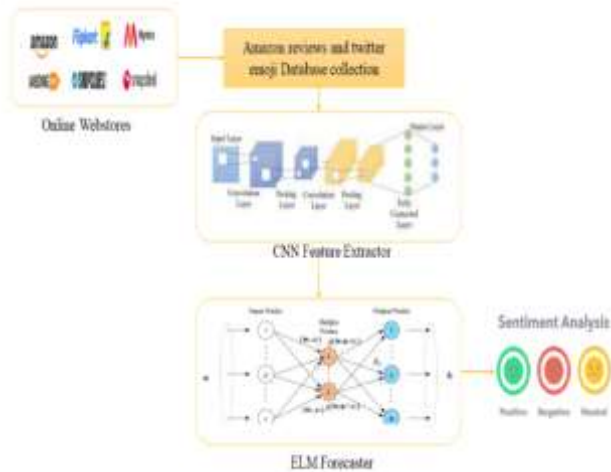 amazon
Flipkart
Myntra
snapdeal
Online Webstores
Amazon reviews and twitter
emoji Database collection
Input Layer
Output Layer
Convolution
Layer
Pooling
Layer
Convolution
Layer
Pooling
Layer
Fully
Connected
Layer
CNN Feature Extractor
Input Nodes
Hidden
Nodes
Output Nodes
ELM Forecaster
Sentiment Analysis
Positive
Negative
Neutral